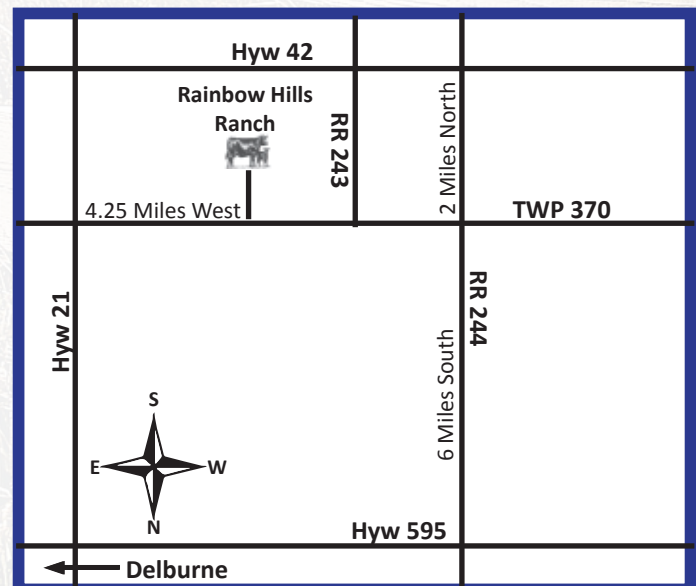 Hyw 42
Rainbow Hills
Ranch
RR 243
2 Miles North
4.25 Miles West
TWP 370
Hyw 21
RR 244
6 Miles South
S
E
W
N
Hyw 595
Delburne